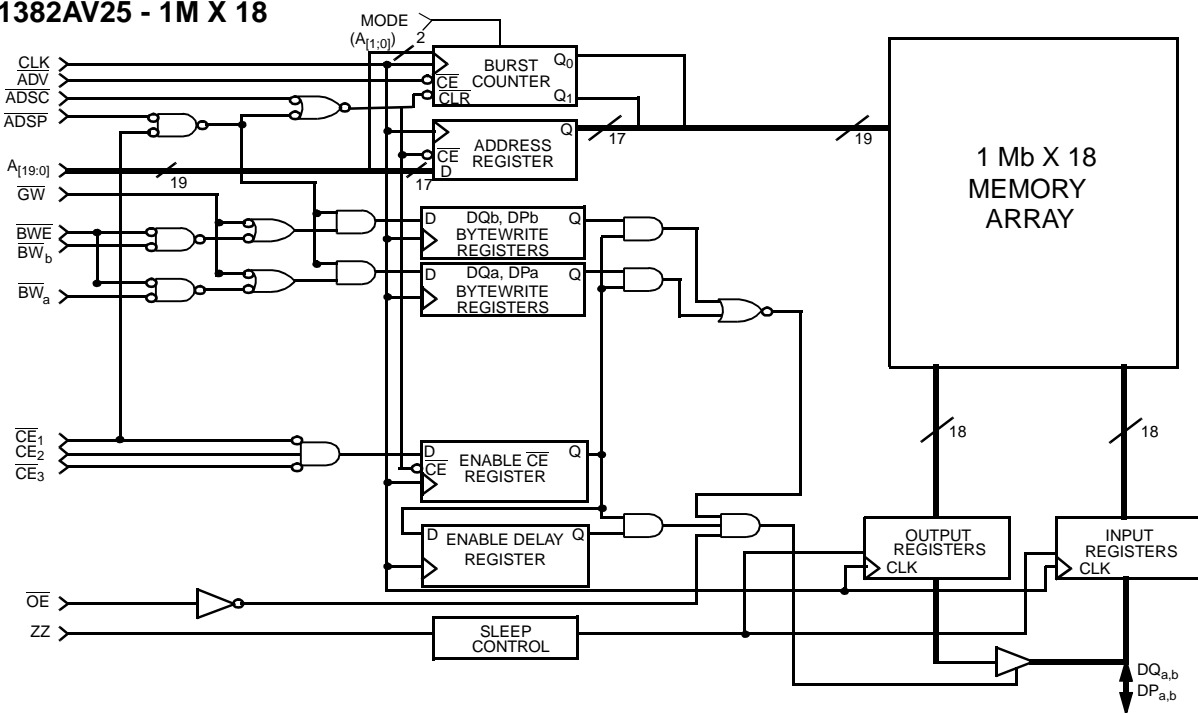 1382AV25 - 1M X 18
MODE
(A[1;0])
2
CLK
ADV
ADSC
ADSP
A[19:0]
19
GW
BWE
BWb
BWa
CE1
CE2
CE3
OE
ZZ
BURST
COUNTER
CE
CLR
Q0
Q1
ADDRESS
REGISTER
CE
D
Q
17
17
19
D
DQb, DPb
BYTEWRITE
REGISTERS
Q
D
DQa, DPa
BYTEWRITE
REGISTERS
Q
D
CE
ENABLE CE
REGISTER
Q
D
ENABLE DELAY
REGISTER
Q
SLEEP
CONTROL
1 Mb X 18
MEMORY
ARRAY
18
18
OUTPUT
REGISTERS
CLK
INPUT
REGISTERS
CLK
DQa,b
DPa,b